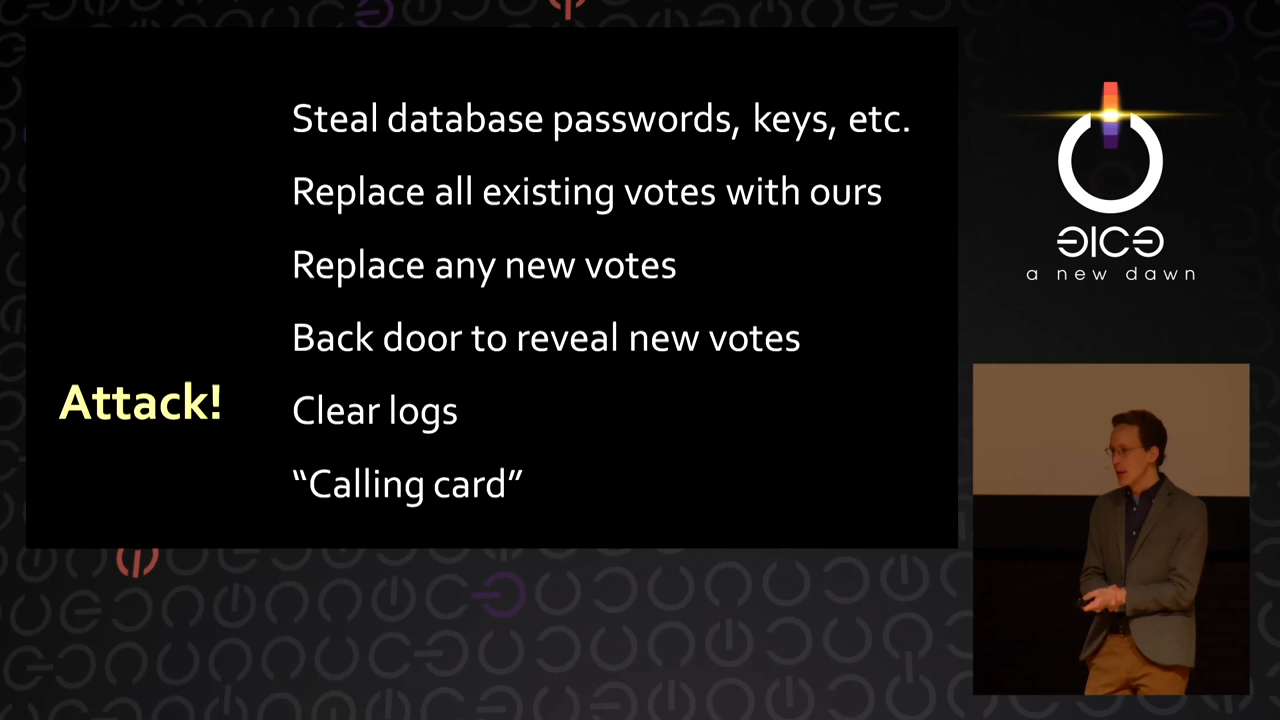 Steal database passwords, keys, etc.
Replace all existing votes with ours
Replace any new votes
Back door to reveal new votes
Attack!
Clear logs
“Calling card”
a new dawn